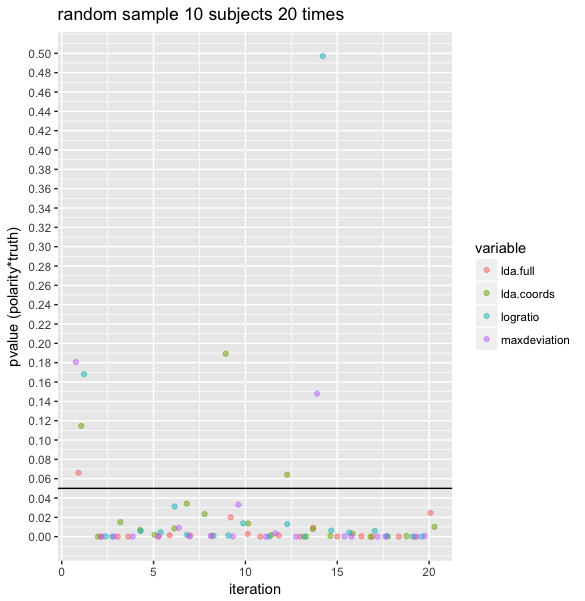 random sample 10 subjects 20 times
pvalue (polarity*truth)
0.50
0.48
0.46
0.44
0.42
0.40
0.38
0.36
0.34
0.32
0.30
0.28
0.26
0.24
0.22
0.20
0.18
0.16
0.14
0.12
0.10
0.08
0.06
0.04
0.02
0.00
0 5 10 15 20
iteration
variable
lda.full
lda.coords
logratio
maxdeviation